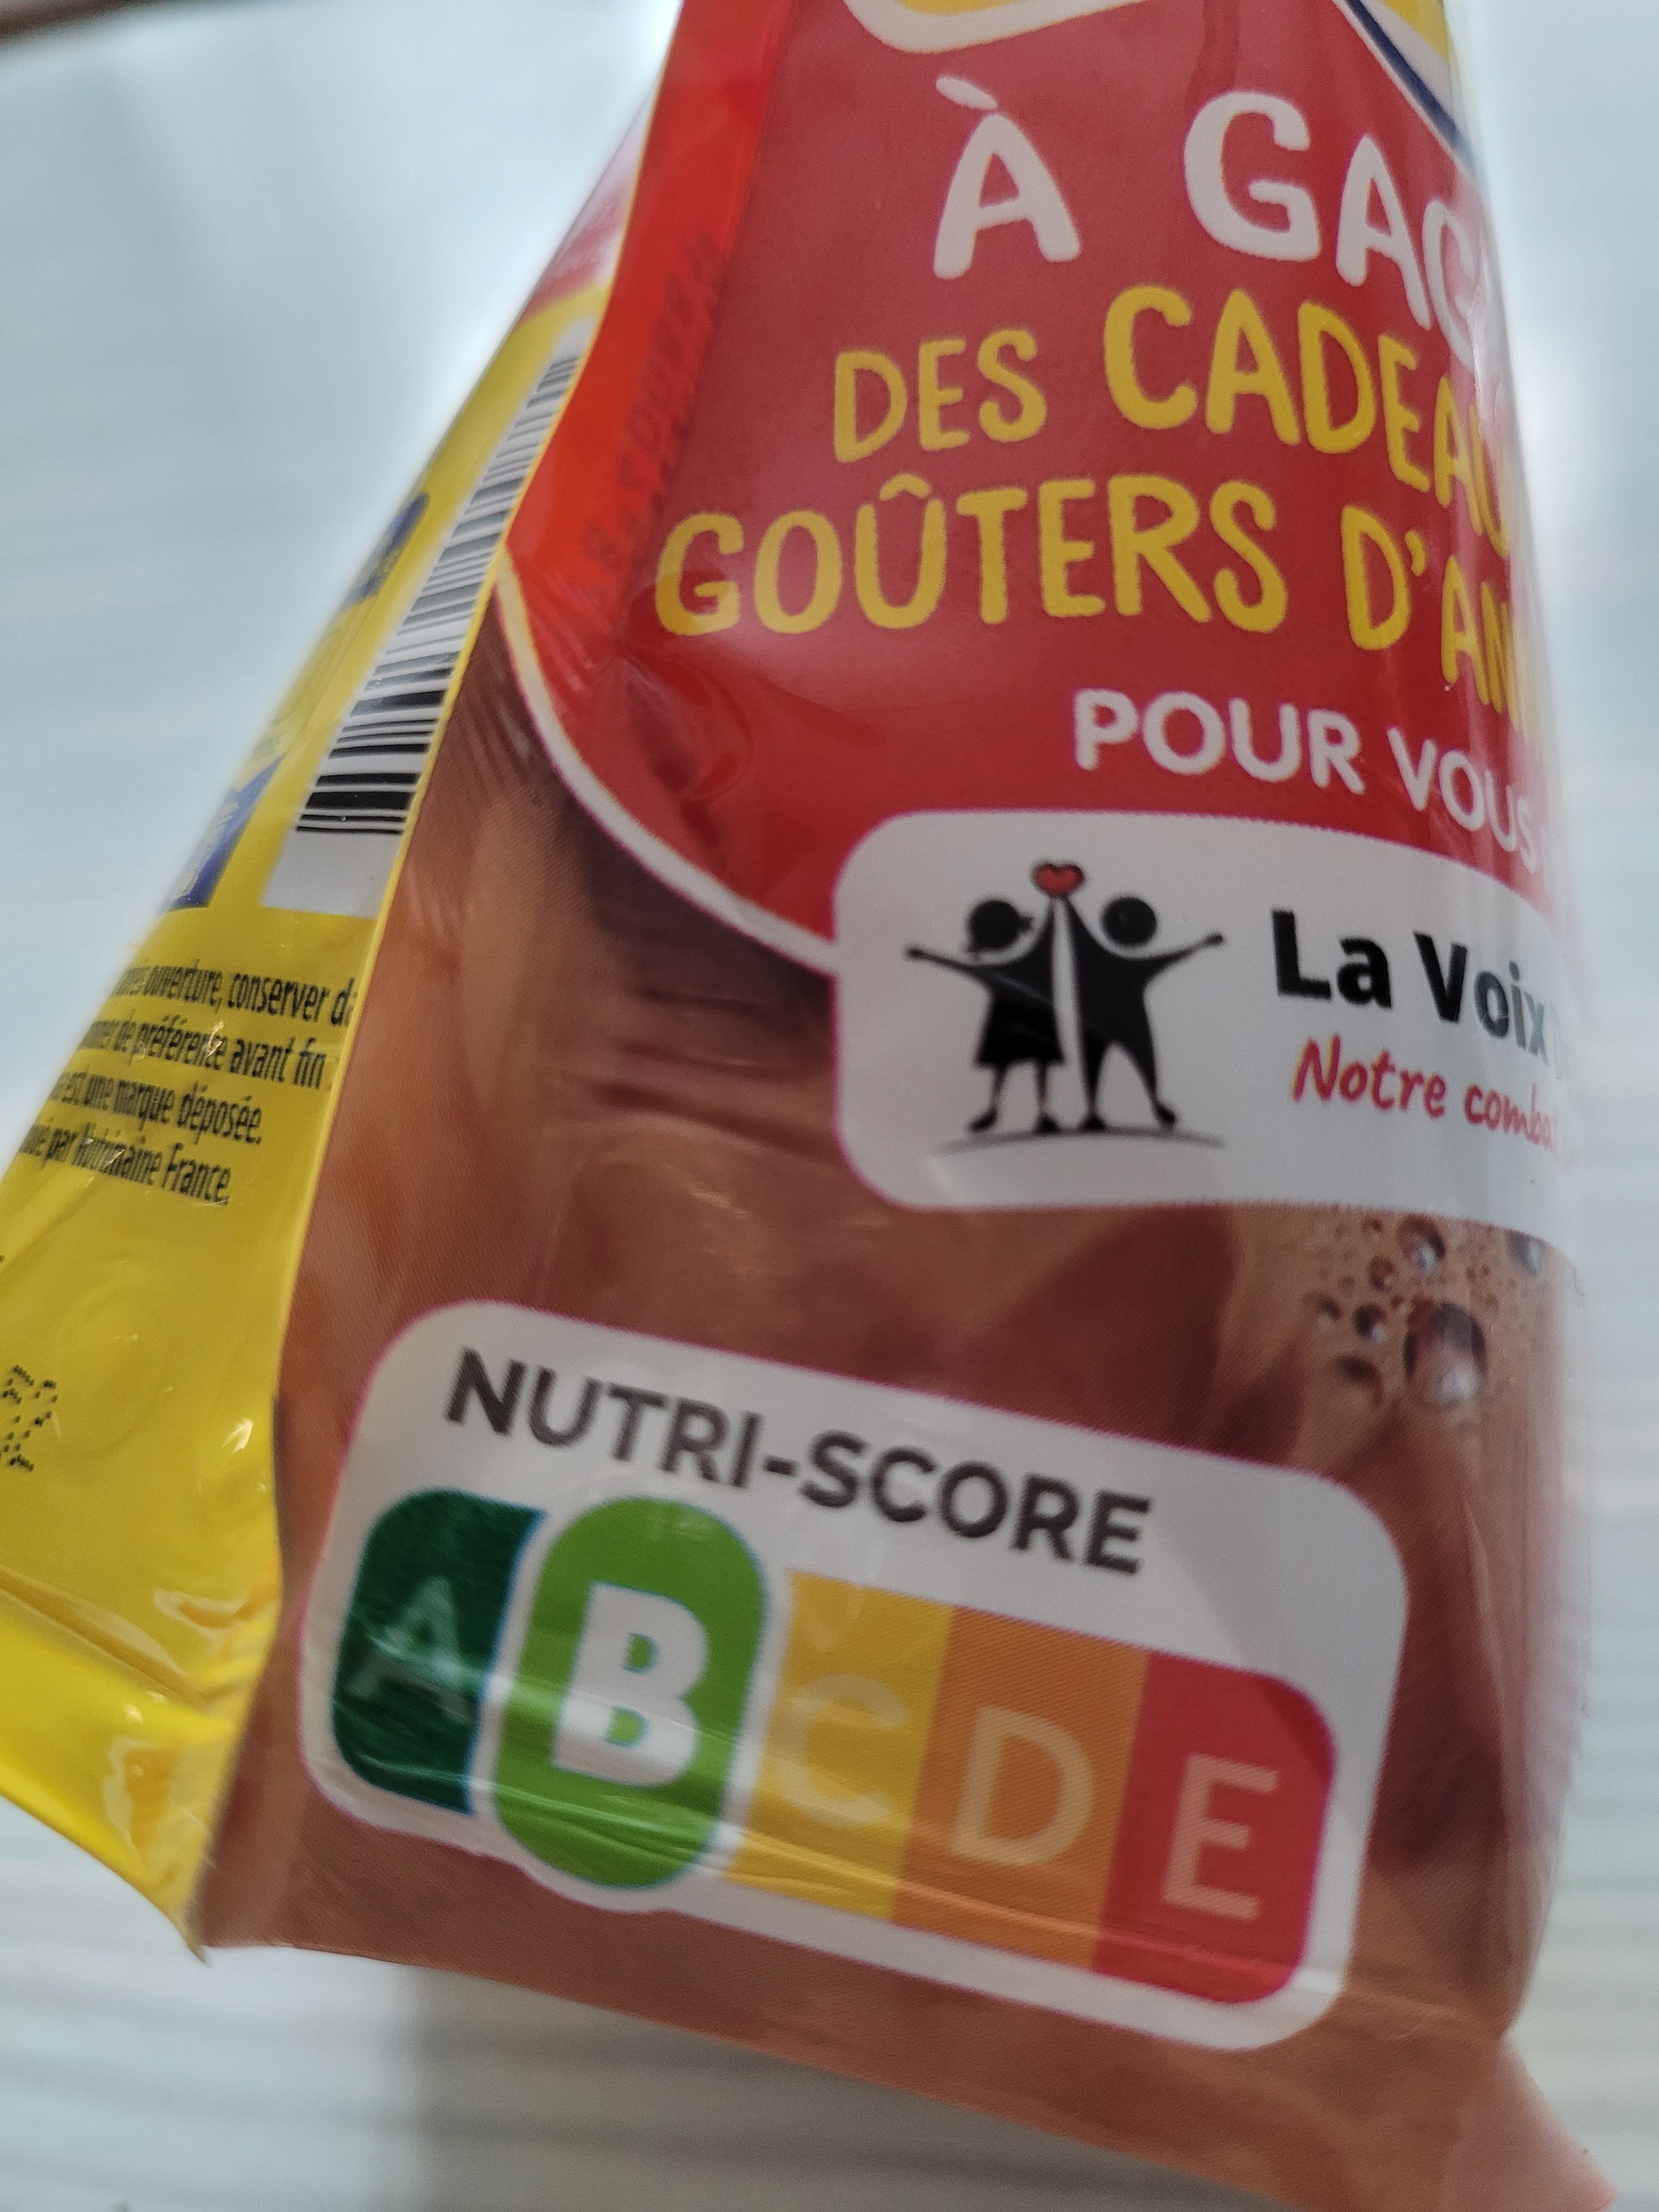 À GAG
DES CADEAU
GOÛTERS D'AN
POUR VOUS
La Voix
Notre comba
ouverture, conserver d
de préférence avant fin
est une marque déposée.
par Nutrimaine France.
NUTRI-SCORE
A B C D E